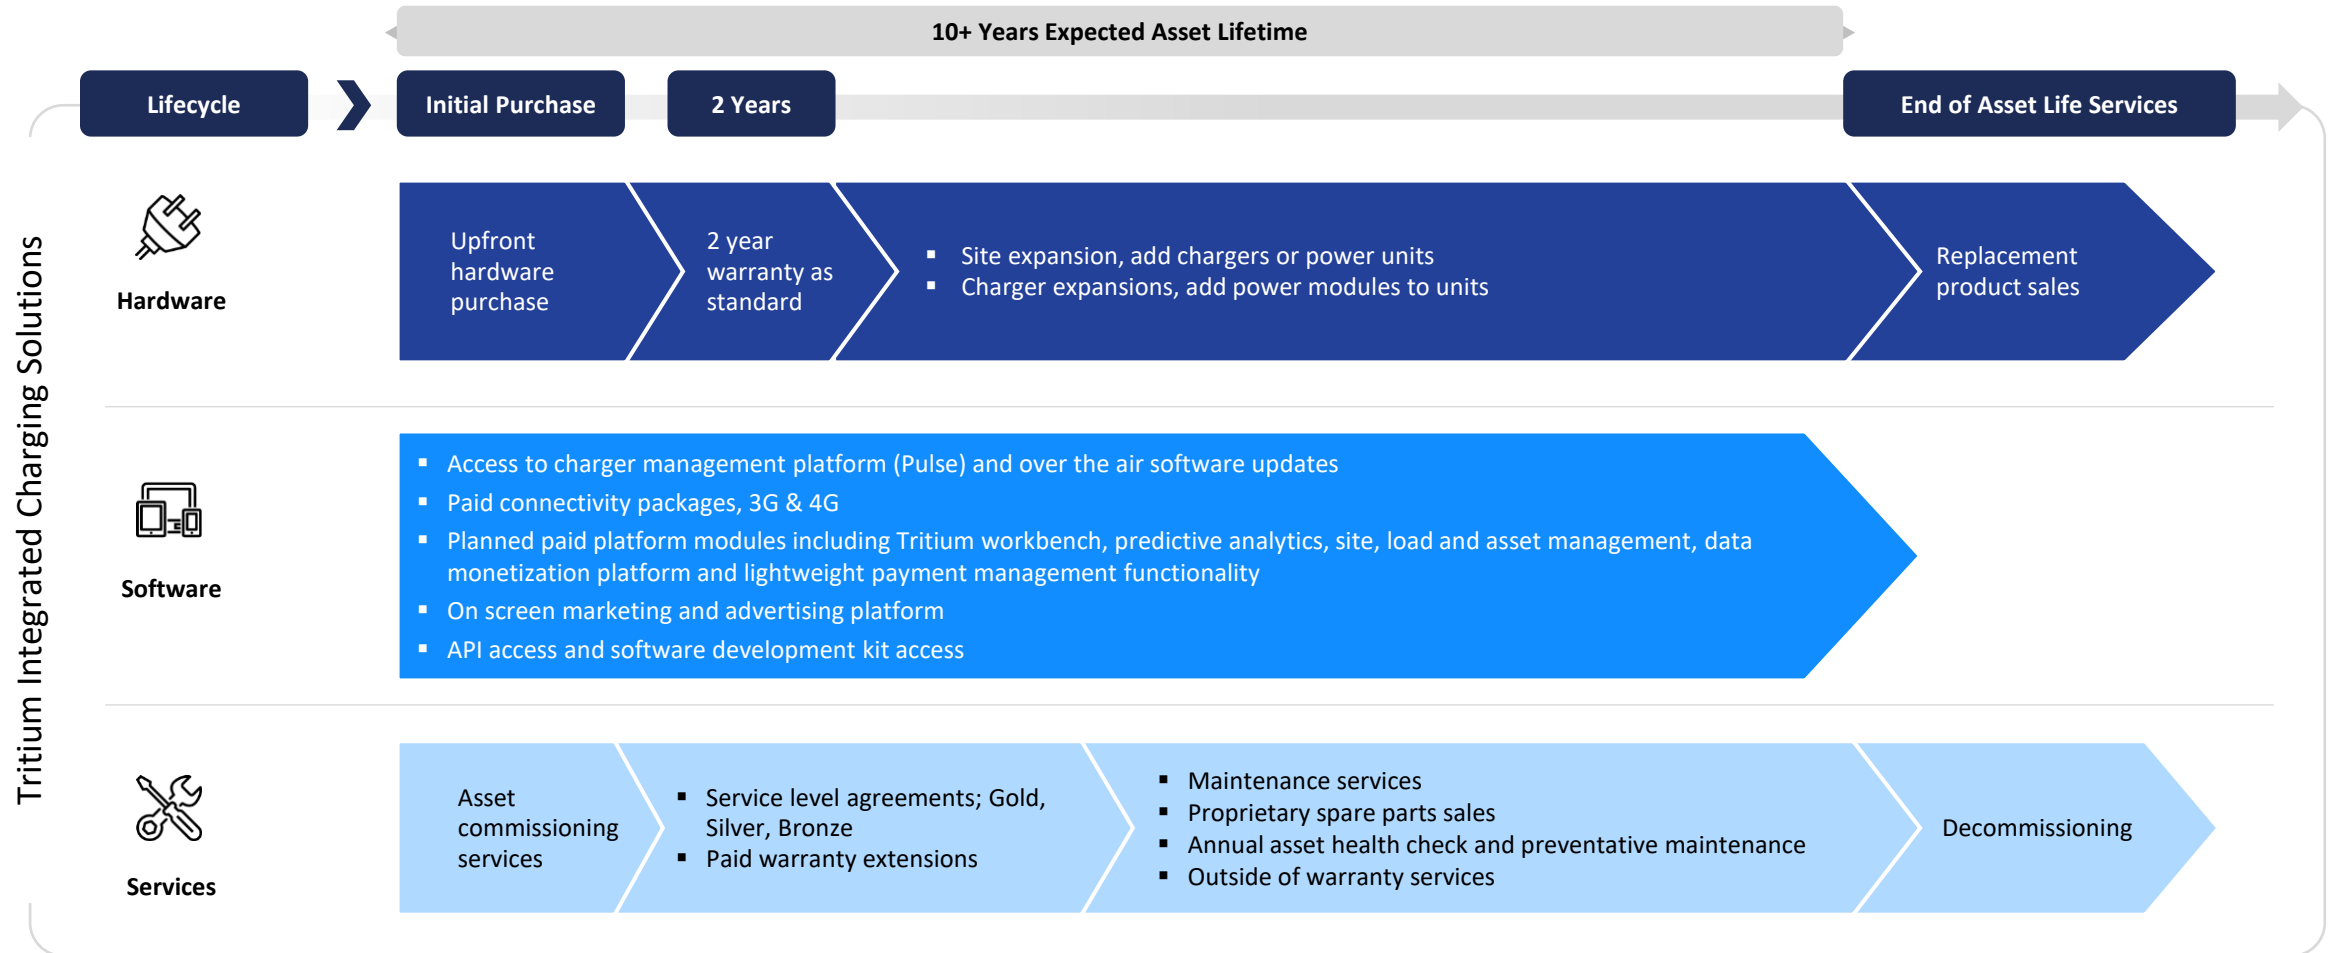 10+ Years Expected Asset Lifetime
Lifecycle
Initial Purchase
2 Years
End of Asset Life Services
Tritium Integrated Charging Solutions
Hardware
Upfront
hardware
purchase
2 year
warranty as
standard
▪ Site expansion, add chargers or power units
▪ Charger expansions, add power modules to units
Replacement
product sales
Software
▪ Access to charger management platform (Pulse) and over the air software updates
▪ Paid connectivity packages, 3G & 4G
▪ Planned paid platform modules including Tritium workbench, predictive analytics, site, load and asset management, data
monetization platform and lightweight payment management functionality
▪ On screen marketing and advertising platform
▪ API access and software development kit access
Services
Asset
commissioning
services
▪ Service level agreements; Gold,
Silver, Bronze
▪ Paid warranty extensions
▪ Maintenance services
▪ Proprietary spare parts sales
▪ Annual asset health check and preventative maintenance
▪ Outside of warranty services
Decommissioning